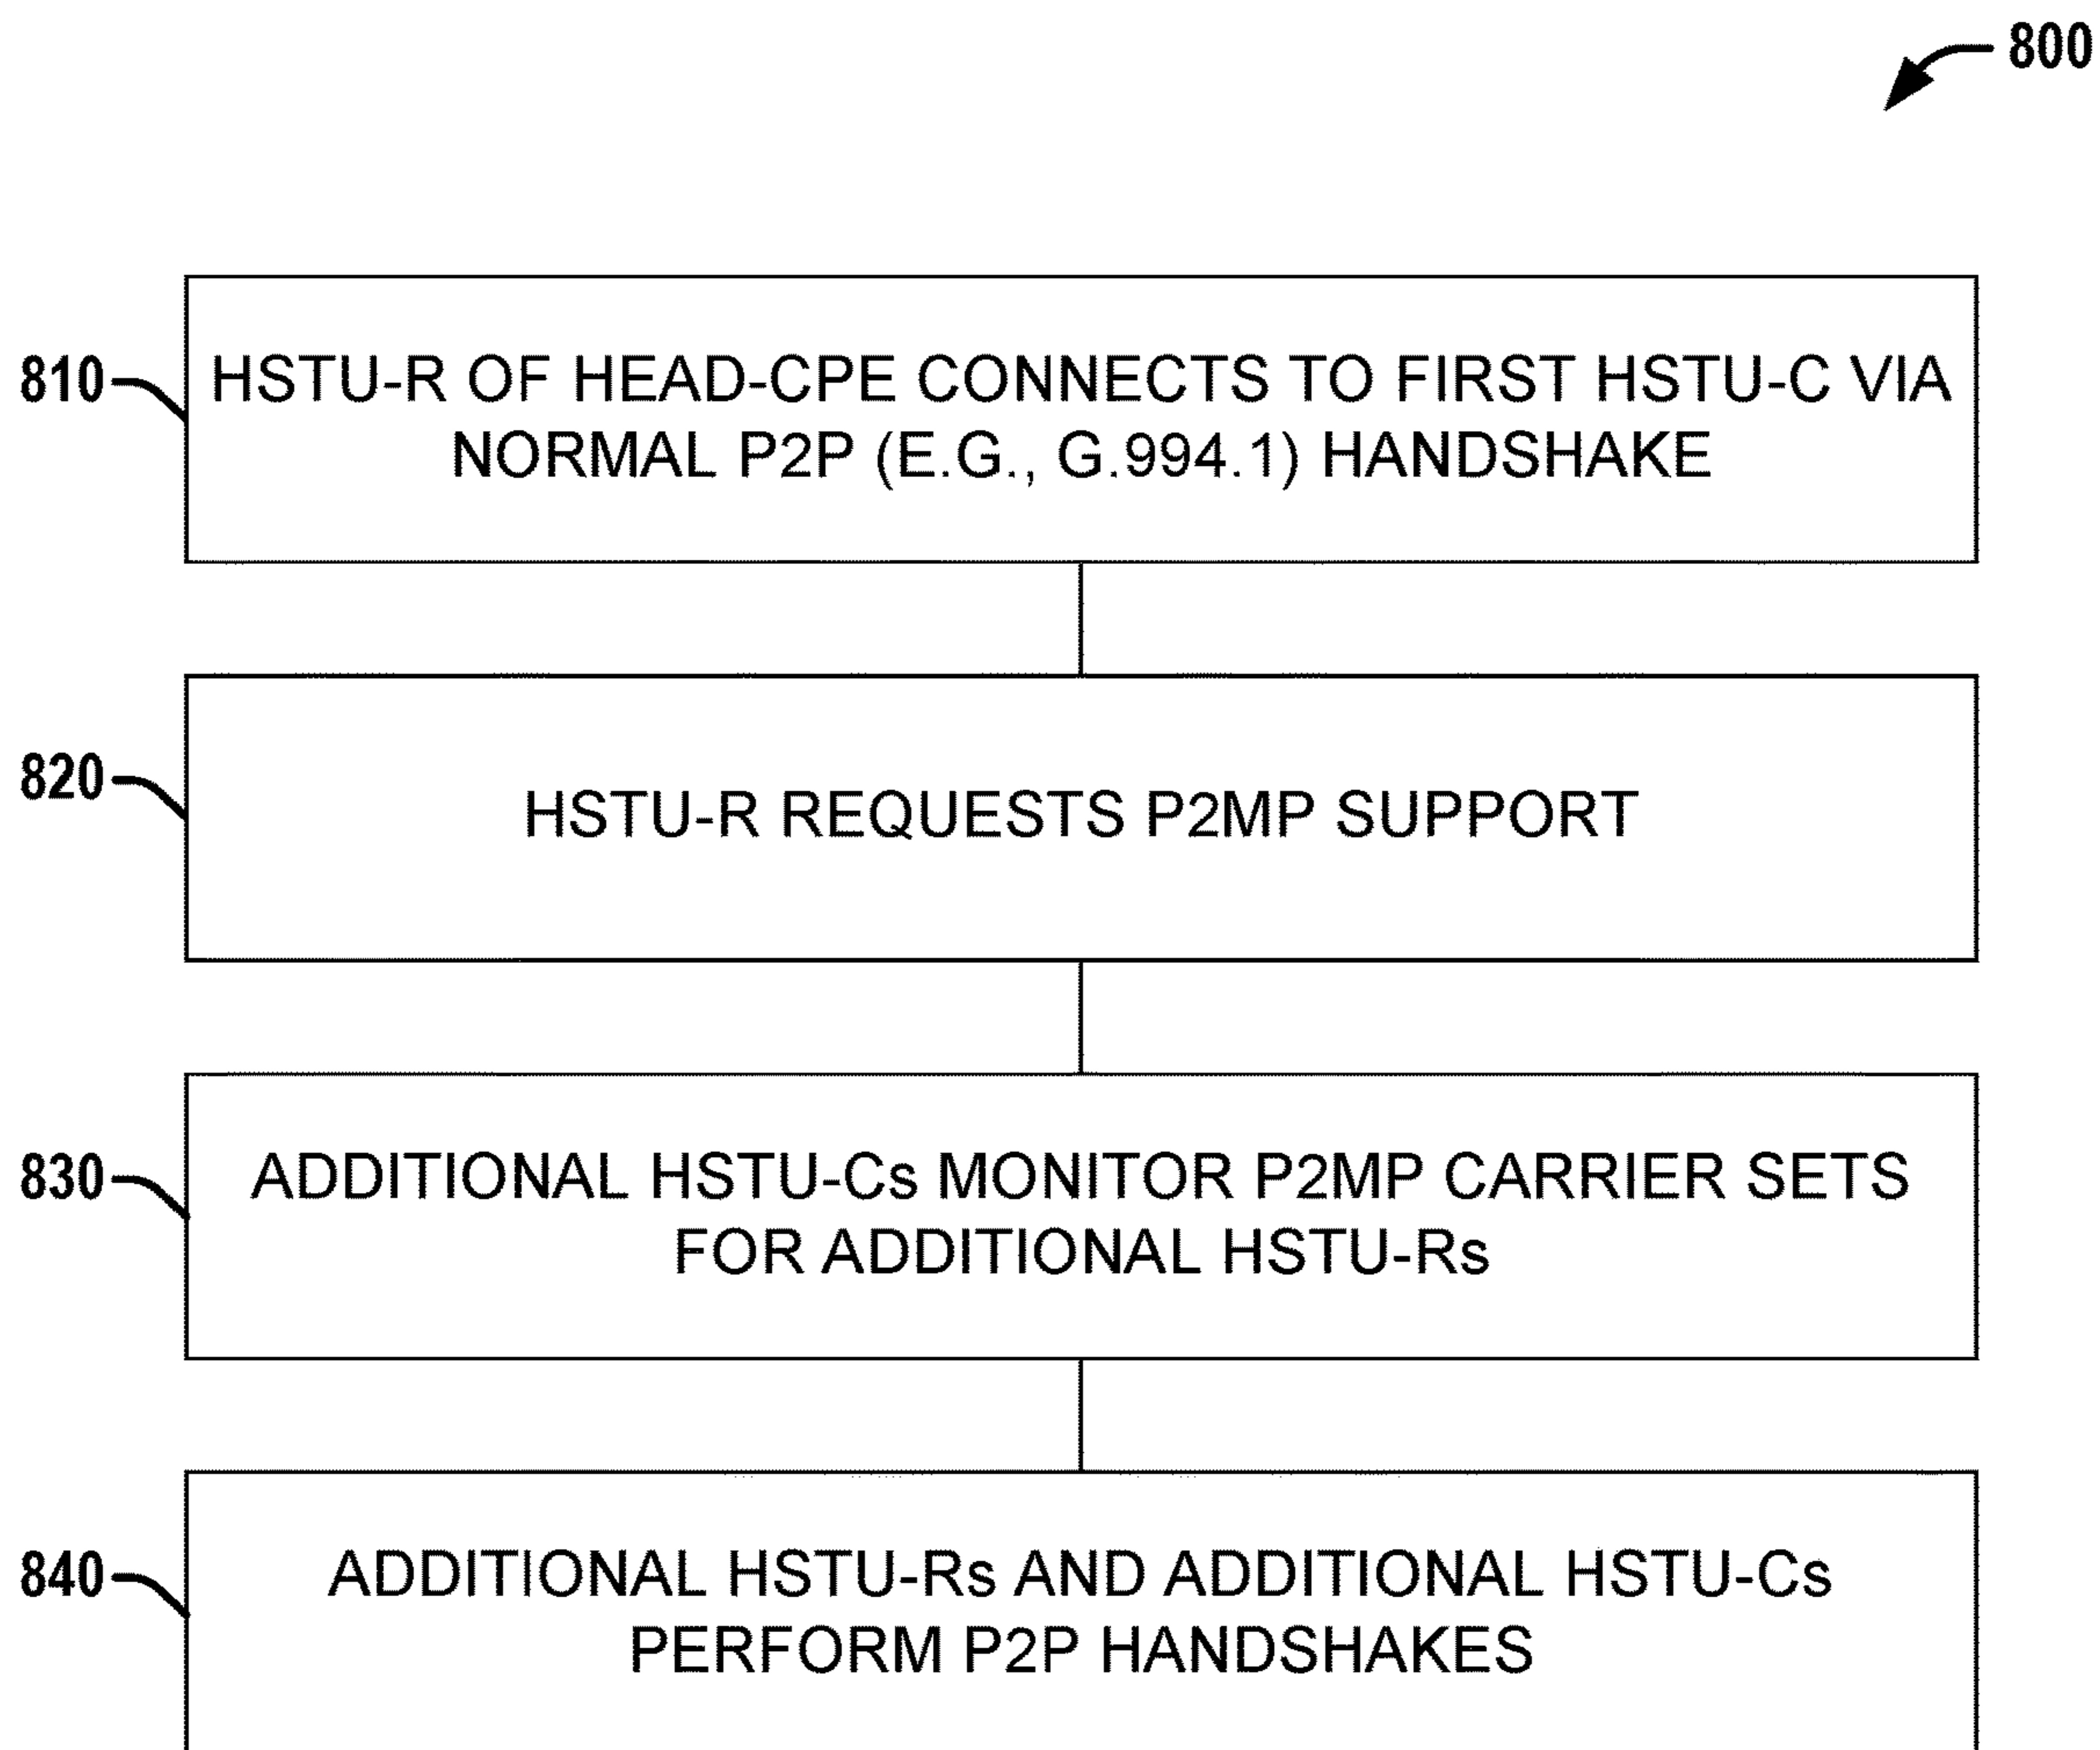 800
810
HSTU-R OF HEAD-CPE CONNECTS TO FIRST HSTU-C VIA
NORMAL P2P (E.G., G.994.1) HANDSHAKE
820
HSTU-R REQUESTS P2MP SUPPORT
830
ADDITIONAL HSTU-Cs MONITOR P2MP CARRIER SETS
FOR ADDITIONAL HSTU-Rs
840
ADDITIONAL HSTU-Rs AND ADDITIONAL HSTU-Cs
PERFORM P2P HANDSHAKES